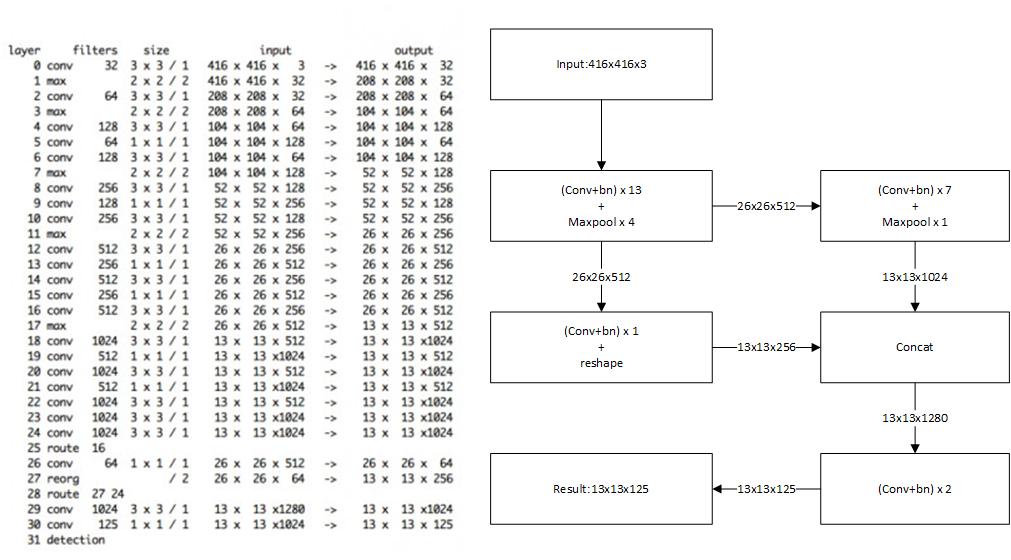 layer filters size input output
0 conv 32 3 x 3 / 1 416 x 416 x 3 -> 416 x 416 x 32
1 max 2 x 2 / 2 416 x 416 x 32 -> 208 x 208 x 32
2 conv 64 3 x 3 / 1 208 x 208 x 32 -> 208 x 208 x 64
3 max 2 x 2 / 2 208 x 208 x 64 -> 104 x 104 x 64
4 conv 128 3 x 3 / 1 104 x 104 x 64 -> 104 x 104 x 128
5 conv 64 1 x 1 / 1 104 x 104 x 128 -> 104 x 104 x 64
6 conv 128 3 x 3 / 1 104 x 104 x 64 -> 104 x 104 x 128
7 max 2 x 2 / 2 104 x 104 x 128 -> 52 x 52 x 128
8 conv 256 3 x 3 / 1 52 x 52 x 128 -> 52 x 52 x 256
9 conv 128 1 x 1 / 1 52 x 52 x 256 -> 52 x 52 x 128
10 conv 256 3 x 3 / 1 52 x 52 x 128 -> 52 x 52 x 256
11 max 2 x 2 / 2 52 x 52 x 256 -> 26 x 26 x 256
12 conv 512 3 x 3 / 1 26 x 26 x 256 -> 26 x 26 x 512
13 conv 256 1 x 1 / 1 26 x 26 x 512 -> 26 x 26 x 256
14 conv 512 3 x 3 / 1 26 x 26 x 256 -> 26 x 26 x 512
15 conv 256 1 x 1 / 1 26 x 26 x 512 -> 26 x 26 x 256
16 conv 512 3 x 3 / 1 26 x 26 x 256 -> 26 x 26 x 512
17 max 2 x 2 / 2 26 x 26 x 512 -> 13 x 13 x 512
18 conv 1024 3 x 3 / 1 13 x 13 x 512 -> 13 x 13 x1024
19 conv 512 1 x 1 / 1 13 x 13 x1024 -> 13 x 13 x 512
20 conv 1024 3 x 3 / 1 13 x 13 x 512 -> 13 x 13 x1024
21 conv 512 1 x 1 / 1 13 x 13 x1024 -> 13 x 13 x 512
22 conv 1024 3 x 3 / 1 13 x 13 x 512 -> 13 x 13 x1024
23 conv 1024 3 x 3 / 1 13 x 13 x1024 -> 13 x 13 x1024
24 conv 1024 3 x 3 / 1 13 x 13 x1024 -> 13 x 13 x1024
25 route 16
26 conv 64 1 x 1 / 1 26 x 26 x 512 -> 26 x 26 x 64
27 reorg / 2 26 x 26 x 64 -> 13 x 13 x 256
28 route 27 24
29 conv 1024 3 x 3 / 1 13 x 13 x1280 -> 13 x 13 x1024
30 conv 125 1 x 1 / 1 13 x 13 x1024 -> 13 x 13 x 125
31 detection
Input:416x416x3
(Conv+bn) x 13
+
Maxpool x 4
26x26x512
(Conv+bn) x 7
+
Maxpool x 1
26x26x512
13x13x1024
(Conv+bn) x 1
+
reshape
13x13x256
Concat
13x13x1280
Result:13x13x125
13x13x125
(Conv+bn) x 2